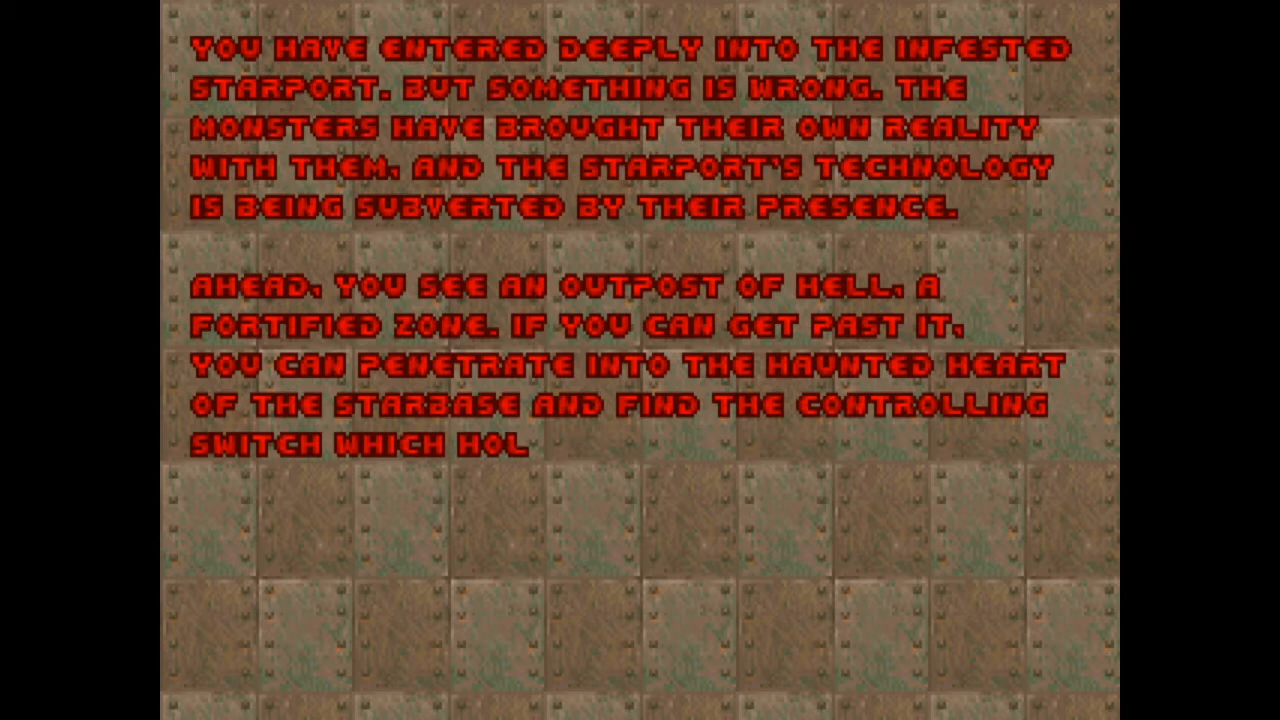 YOU HAVE ENTERED DEEPLY INTO THE INFESTED
STARPORT. BUT SOMETHING IS WRONG. THE
MONSTERS HAVE BROUGHT THEIR OWN REALITY
WITH THEM, AND THE STARPORT'S TECHNOLOGY
IS BEING SUBVERTED BY THEIR PRESENCE.
AHEAD, YOU SEE AN OUTPOST OF HELL, A
FORTIFIED ZONE. IF YOU CAN GET PAST IT,
YOU CAN PENETRATE INTO THE HAUNTED HEART
OF THE STARBASE AND FIND THE CONTROLLING
SWITCH WHICH HOL